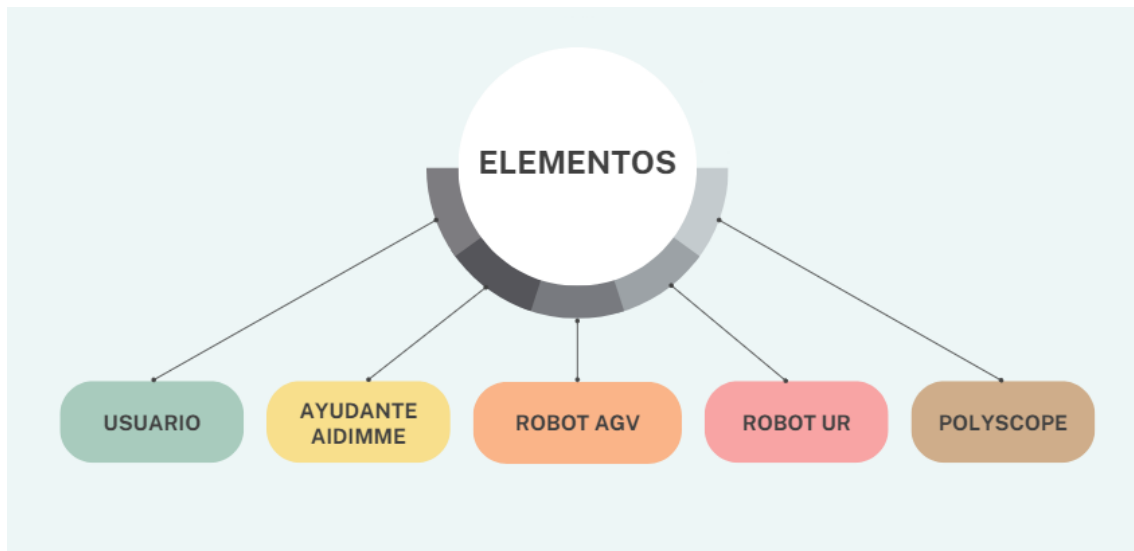 ELEMENTOS
USUARIO
AYUDANTE
AIDIMME
ROBOT AGV
ROBOT UR
POLYSCOPE